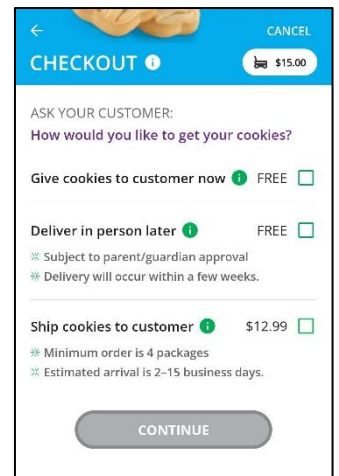 CANCEL
CHECKOUT
$15.00
ASK YOUR CUSTOMER:
How would you like to get your cookies?
Give cookies to customer now FREE
Deliver in person later FREE
Subject to parent/guardian approval
Delivery will occur within a few weeks.
Ship cookies to customer $12.99
Minimum order is 4 packages
Estimated arrival is 2–15 business days.
CONTINUE